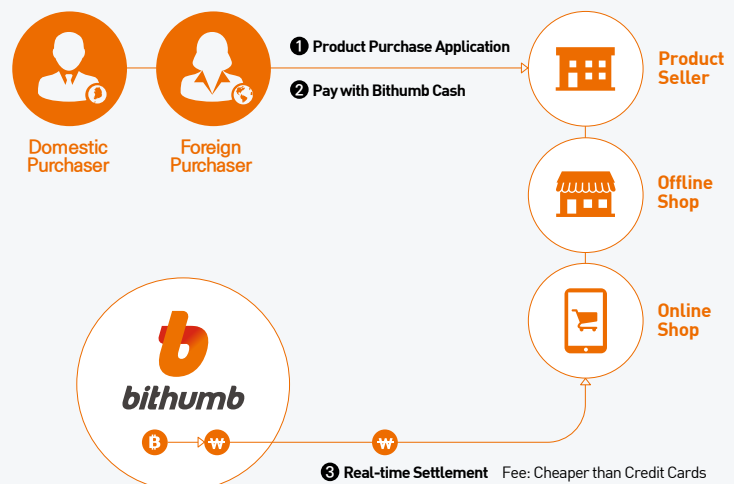 ❶ Product Purchase Application
❷ Pay with Bithumb Cash
Domestic
Purchaser
Foreign
Purchaser
Product
Seller
Offline
Shop
Online
Shop
bithumb
₿
₩
₩
❸ Real-time Settlement Fee: Cheaper than Credit Cards